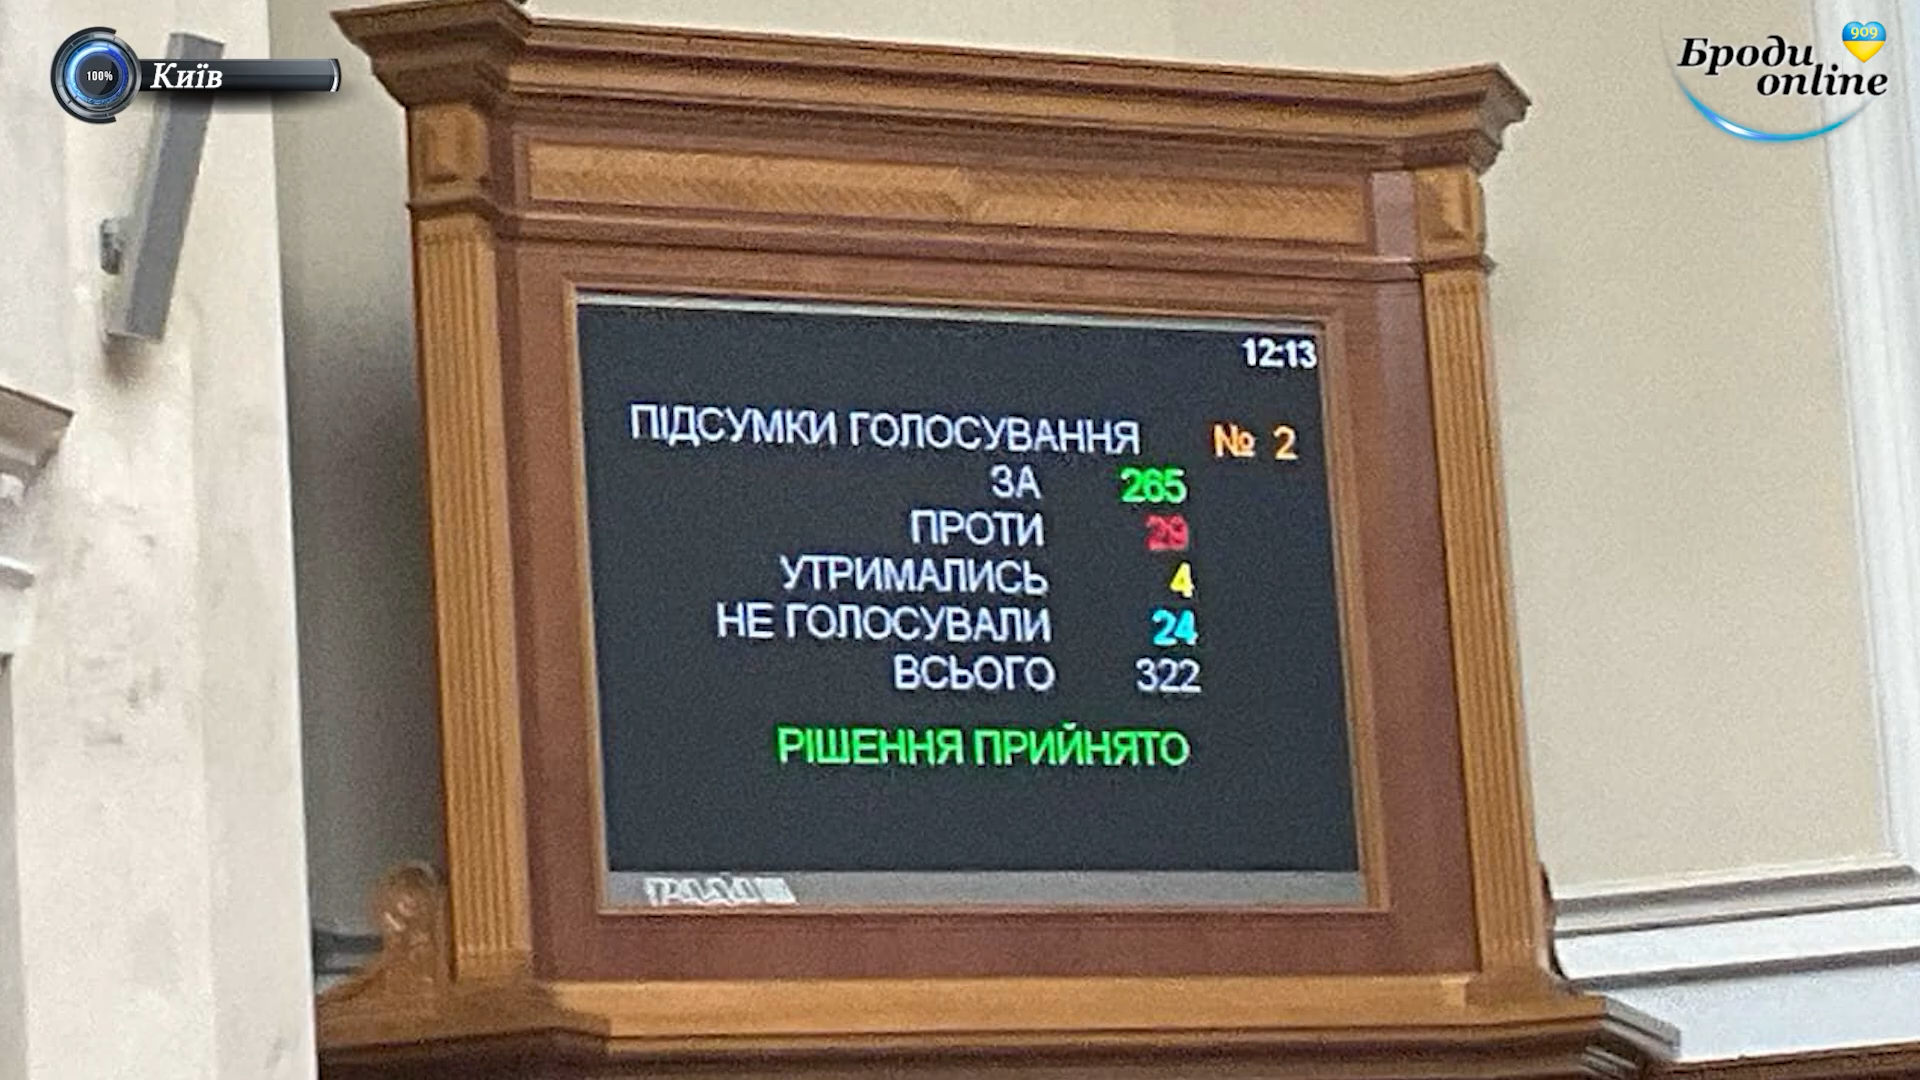 100% Київ
Броди 909
online
12:13
ПІДСУМКИ ГОЛОСУВАННЯ № 2
ЗА 265
ПРОТИ 29
УТРИМАЛИСЬ 4
НЕ ГОЛОСУВАЛИ 24
ВСЬОГО 322
РІШЕННЯ ПРИЙНЯТО